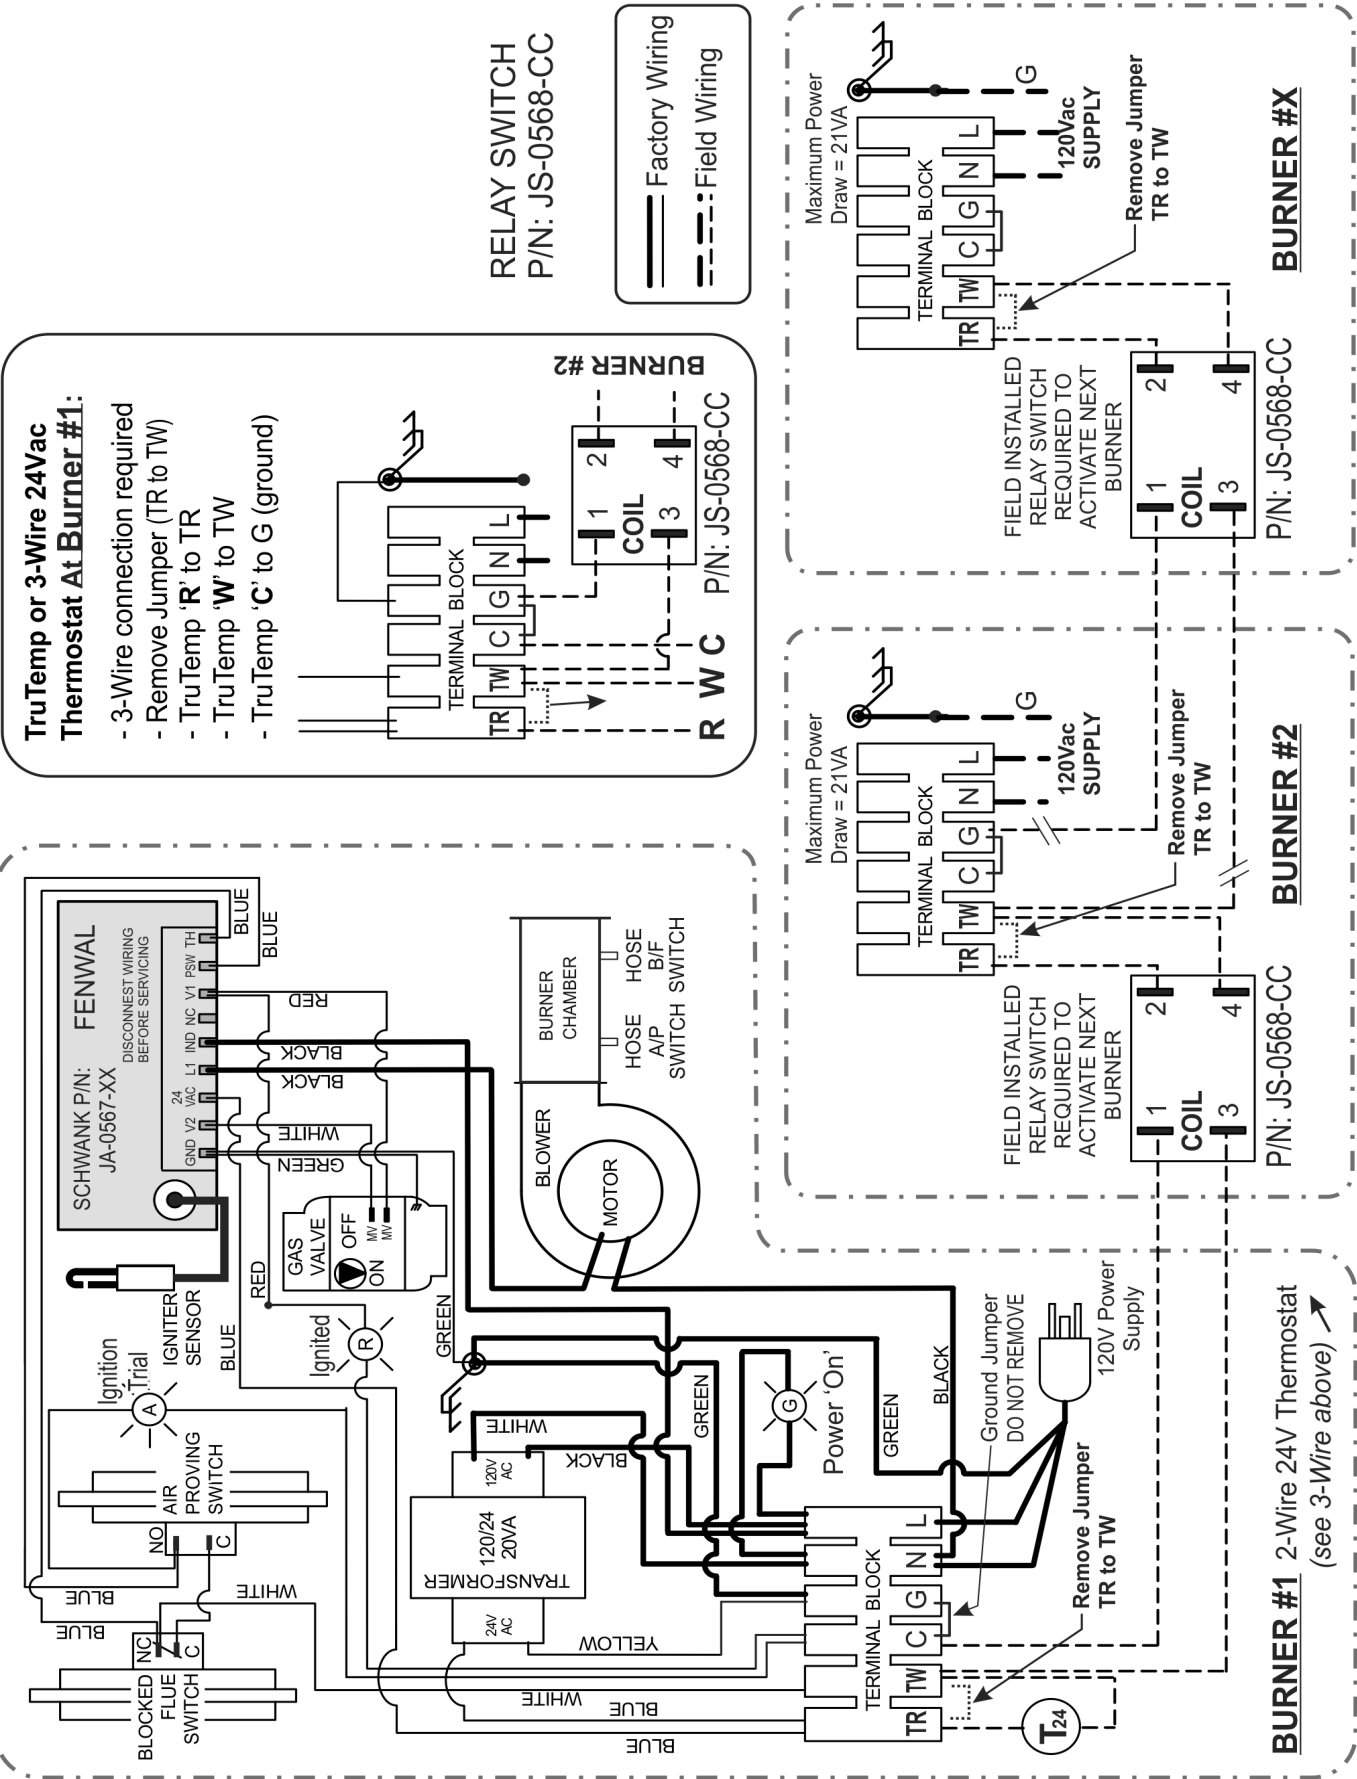 SCHWANK P/N:
JA-0567-XX
FENWAL
DISCONNEST WIRING
BEFORE SERVICING
GND
V2
24
VAC
L1
IND
NC
V1
PSW
TH
BLUE
BLUE
RED
BLACK
BLACK
WHITE
GREEN
IGNITER
SENSOR
Ignition
Trial
A
BLUE
RED
Ignited
R
GAS
VALVE
OFF
ON
MV
MV
GREEN
AIR
PROVING
SWITCH
NO
C
BLUE
BLUE
WHITE
BLOCKED
FLUE
SWITCH
NC
C
BURNER
CHAMBER
HOSE
A/P
SWITCH
HOSE
B/F
SWITCH
BLOWER
MOTOR
WHITE
BLACK
120V
AC
120/24
20VA
TRANSFORMER
24V
AC
YELLOW
WHITE
BLUE
BLUE
GREEN
G
Power ‘On’
GREEN
BLACK
TERMINAL BLOCK
TR
TW
C
G
N
L
Ground Jumper
DO NOT REMOVE
120V Power
Supply
Remove Jumper
TR to TW
T24
BURNER #1 2-Wire 24V Thermostat
(see 3-Wire above)
TruTemp or 3-Wire 24Vac
Thermostat At Burner #1:
- 3-Wire connection required
- Remove Jumper (TR to TW)
- TruTemp ‘R’ to TR
- TruTemp ‘W’ to TW
- TruTemp ‘C’ to G (ground)
TERMINAL BLOCK
TR
TW
C
G
N
L
R
W
C
1
2
COIL
3
4
P/N: JS-0568-CC
BURNER #2
RELAY SWITCH
P/N: JS-0568-CC
Factory Wiring
Field Wiring
Maximum Power
Draw = 21VA
TERMINAL BLOCK
TR
TW
C
G
N
L
G
120Vac
SUPPLY
Remove Jumper
TR to TW
FIELD INSTALLED
RELAY SWITCH
REQUIRED TO
ACTIVATE NEXT
BURNER
1
2
COIL
3
4
P/N: JS-0568-CC
BURNER #2
Maximum Power
Draw = 21VA
TERMINAL BLOCK
TR
TW
C
G
N
L
G
120Vac
SUPPLY
Remove Jumper
TR to TW
FIELD INSTALLED
RELAY SWITCH
REQUIRED TO
ACTIVATE NEXT
BURNER
1
2
COIL
3
4
P/N: JS-0568-CC
BURNER #X